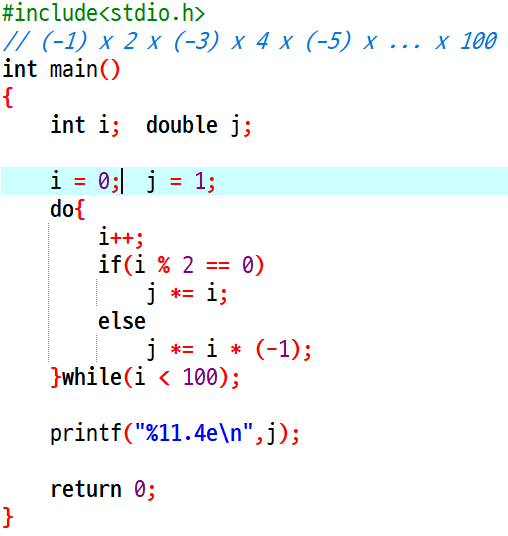 #include<stdio.h>
// (-1) x 2 x (-3) x 4 x (-5) x ... x 100
int main()
{
    int i;  double j;

    i = 0;  j = 1;
    do{
        i++;
        if(i % 2 == 0)
            j *= i;
        else
            j *= i * (-1);
    }while(i < 100);

    printf("%11.4e\n",j);

    return 0;
}